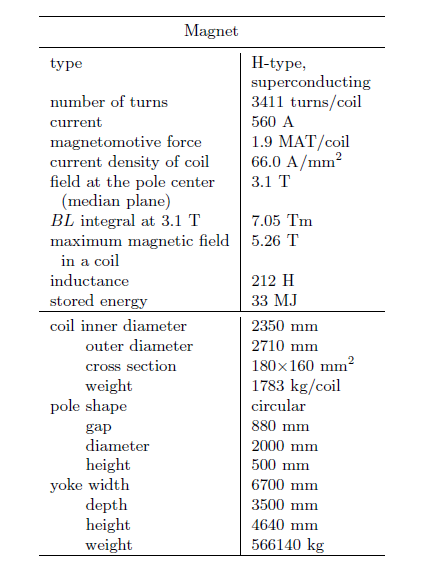 Magnet
type H-type,
superconducting
number of turns 3411 turns/coil
current 560 A
magnetomotive force 1.9 MAT/coil
current density of coil 66.0 A/mm²
field at the pole center 3.1 T
(median plane)
BL integral at 3.1 T 7.05 Tm
maximum magnetic field 5.26 T
in a coil
inductance 212 H
stored energy 33 MJ
coil inner diameter 2350 mm
outer diameter 2710 mm
cross section 180×160 mm²
weight 1783 kg/coil
pole shape circular
gap 880 mm
diameter 2000 mm
height 500 mm
yoke width 6700 mm
depth 3500 mm
height 4640 mm
weight 566140 kg